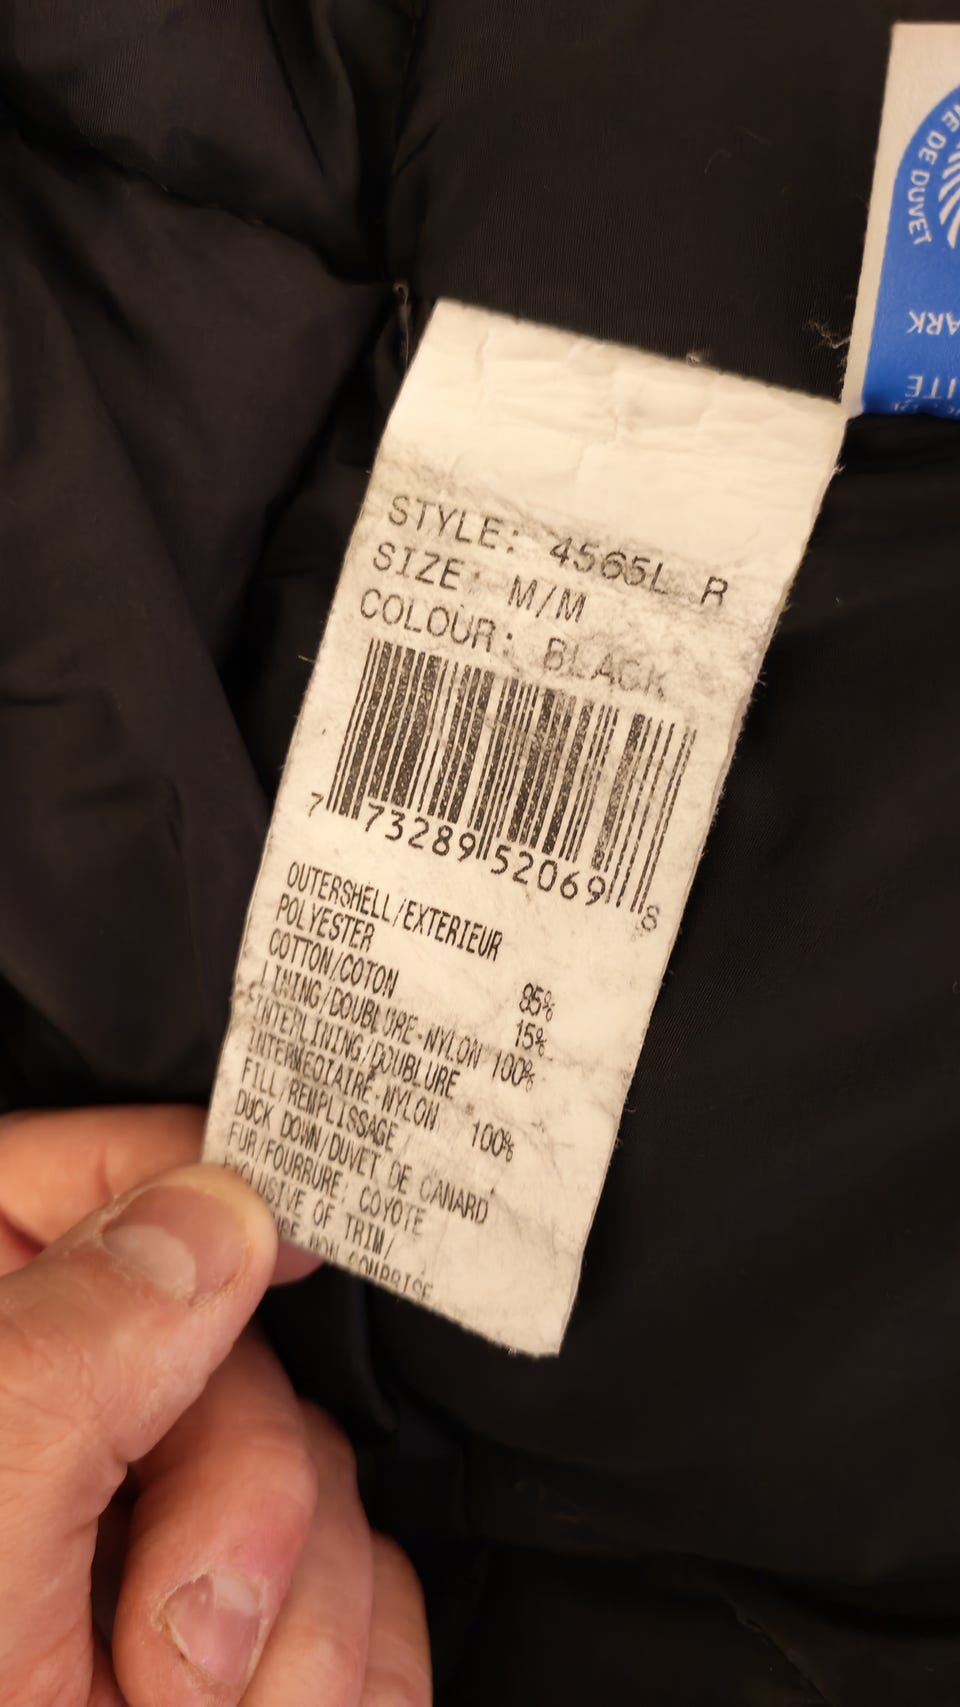 STYLE: 4565L R
SIZE: M/M
COLOUR: BLACK
7 73289 52069 8
OUTERSHELL/EXTERIEUR
POLYESTER 85%
COTTON/COTON 15%
LINING/DOUBLURE-NYLON 100%
INTERLINING/DOUBLURE
INTERMEDIAIRE-NYLON 100%
FILL/REMPLISSAGE
DUCK DOWN/DUVET DE CANARD
FUR/FOURRURE: COYOTE
EXCLUSIVE OF TRIM/
NON COMPRISE
DE DUVET